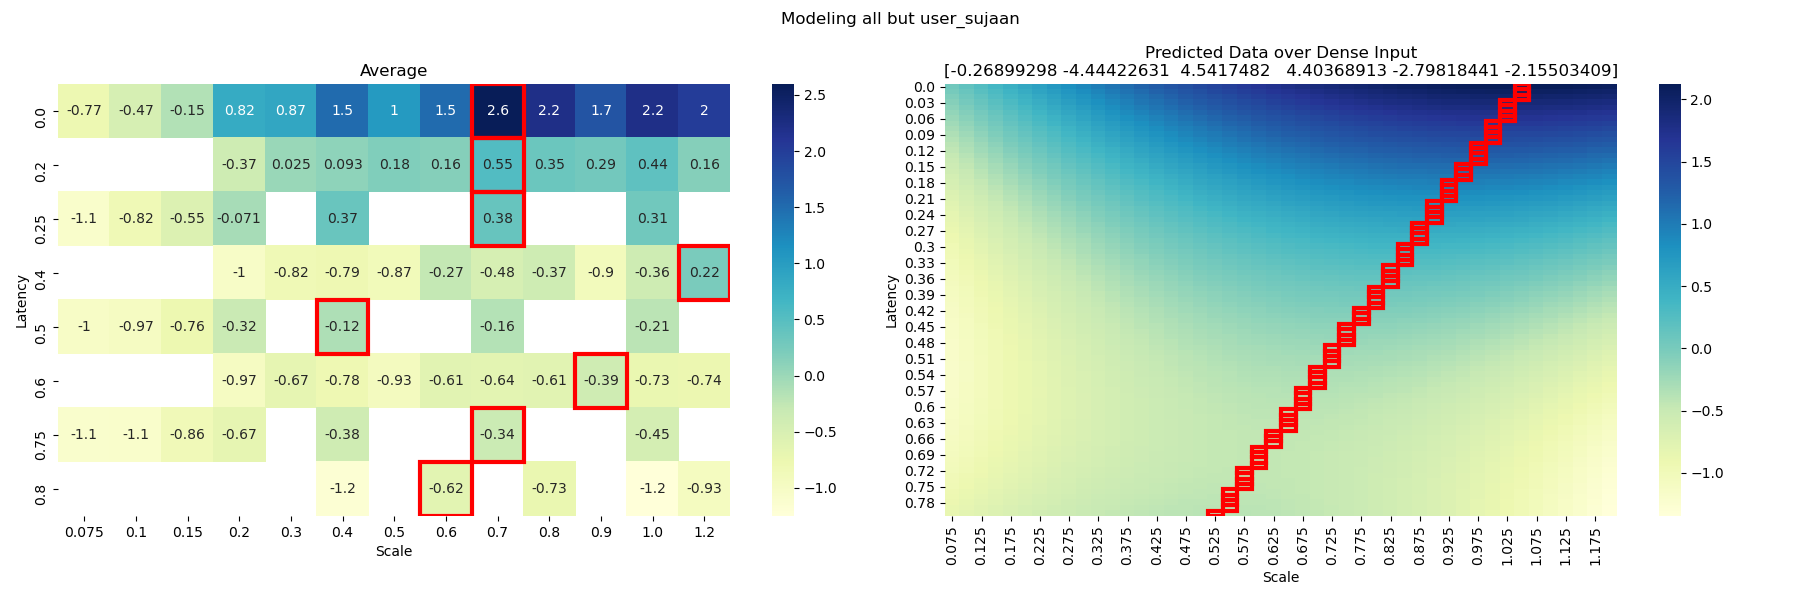 Modeling all but user_sujaan
Average
-0.77 -0.47 -0.15 0.82 0.87 1.5 1 1.5 2.6 2.2 1.7 2.2 2
-0.37 0.025 0.093 0.18 0.16 0.55 0.35 0.29 0.44 0.16
-1.1 -0.82 -0.55 -0.071 0.37 0.38 0.31
-1 -0.82 -0.79 -0.87 -0.27 -0.48 -0.37 -0.9 -0.36 0.22
-1 -0.97 -0.76 -0.32 -0.12 -0.16 -0.21
-0.97 -0.67 -0.78 -0.93 -0.61 -0.64 -0.61 -0.39 -0.73 -0.74
-1.1 -1.1 -0.86 -0.67 -0.38 -0.34 -0.45
-1.2 -0.62 -0.73 -1.2 -0.93
0.0
0.2
0.25
0.4
0.5
0.6
0.75
0.8
Latency
0.075 0.1 0.15 0.2 0.3 0.4 0.5 0.6 0.7 0.8 0.9 1.0 1.2
Scale
2.5
2.0
1.5
1.0
0.5
0.0
−0.5
−1.0
Predicted Data over Dense Input
[-0.26899298 -4.44422631 4.5417482 4.40368913 -2.79818441 -2.15503409]
0.0
0.03
0.06
0.09
0.12
0.15
0.18
0.21
0.24
0.27
0.3
0.33
0.36
0.39
0.42
0.45
0.48
0.51
0.54
0.57
0.6
0.63
0.66
0.69
0.72
0.75
0.78
Latency
0.075 0.125 0.175 0.225 0.275 0.325 0.375 0.425 0.475 0.525 0.575 0.625 0.675 0.725 0.775 0.825 0.875 0.925 0.975 1.025 1.075 1.125 1.175
Scale
2.0
1.5
1.0
0.5
0.0
−0.5
−1.0